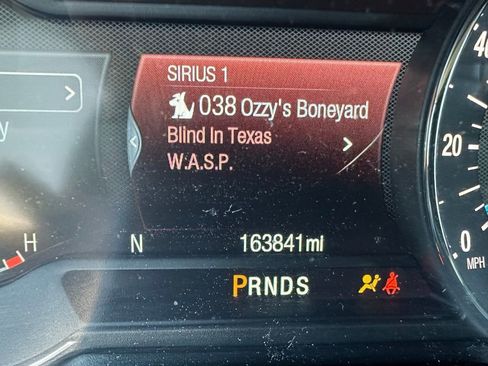 SIRIUS 1
038 Ozzy's Boneyard
Blind In Texas
W.A.S.P.
y
H
N
163841mi
PRNDS
40
20
0
MPH